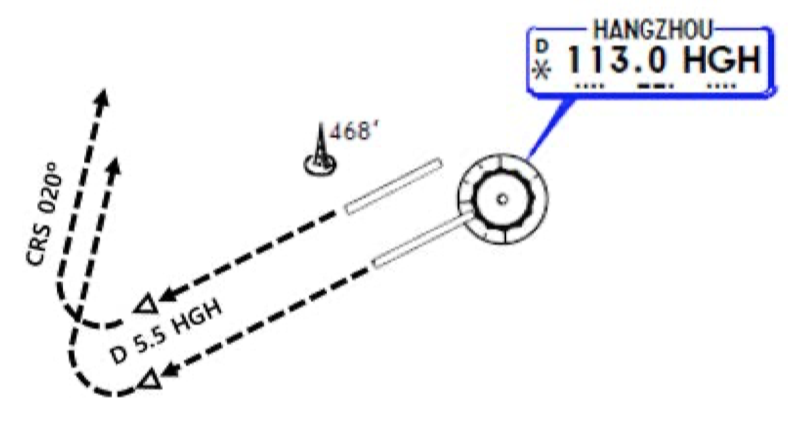 HANGZHOU
D
113.0 HGH
468'
CRS 020°
D 5.5 HGH